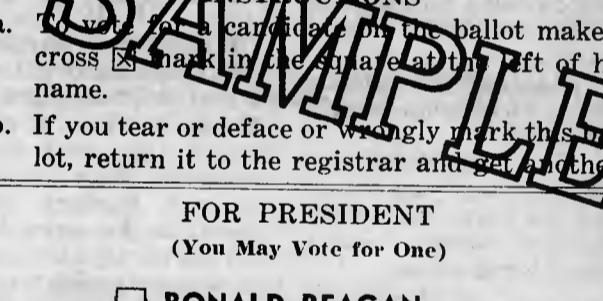 a. To vote for a candidate on the ballot make
cross ☒ mark in the square at the left of h
name.
b. If you tear or deface or wrongly mark this
lot, return it to the registrar and get anothe
SAMPLE
FOR PRESIDENT
(You May Vote for One)
☐ RONALD REAGAN